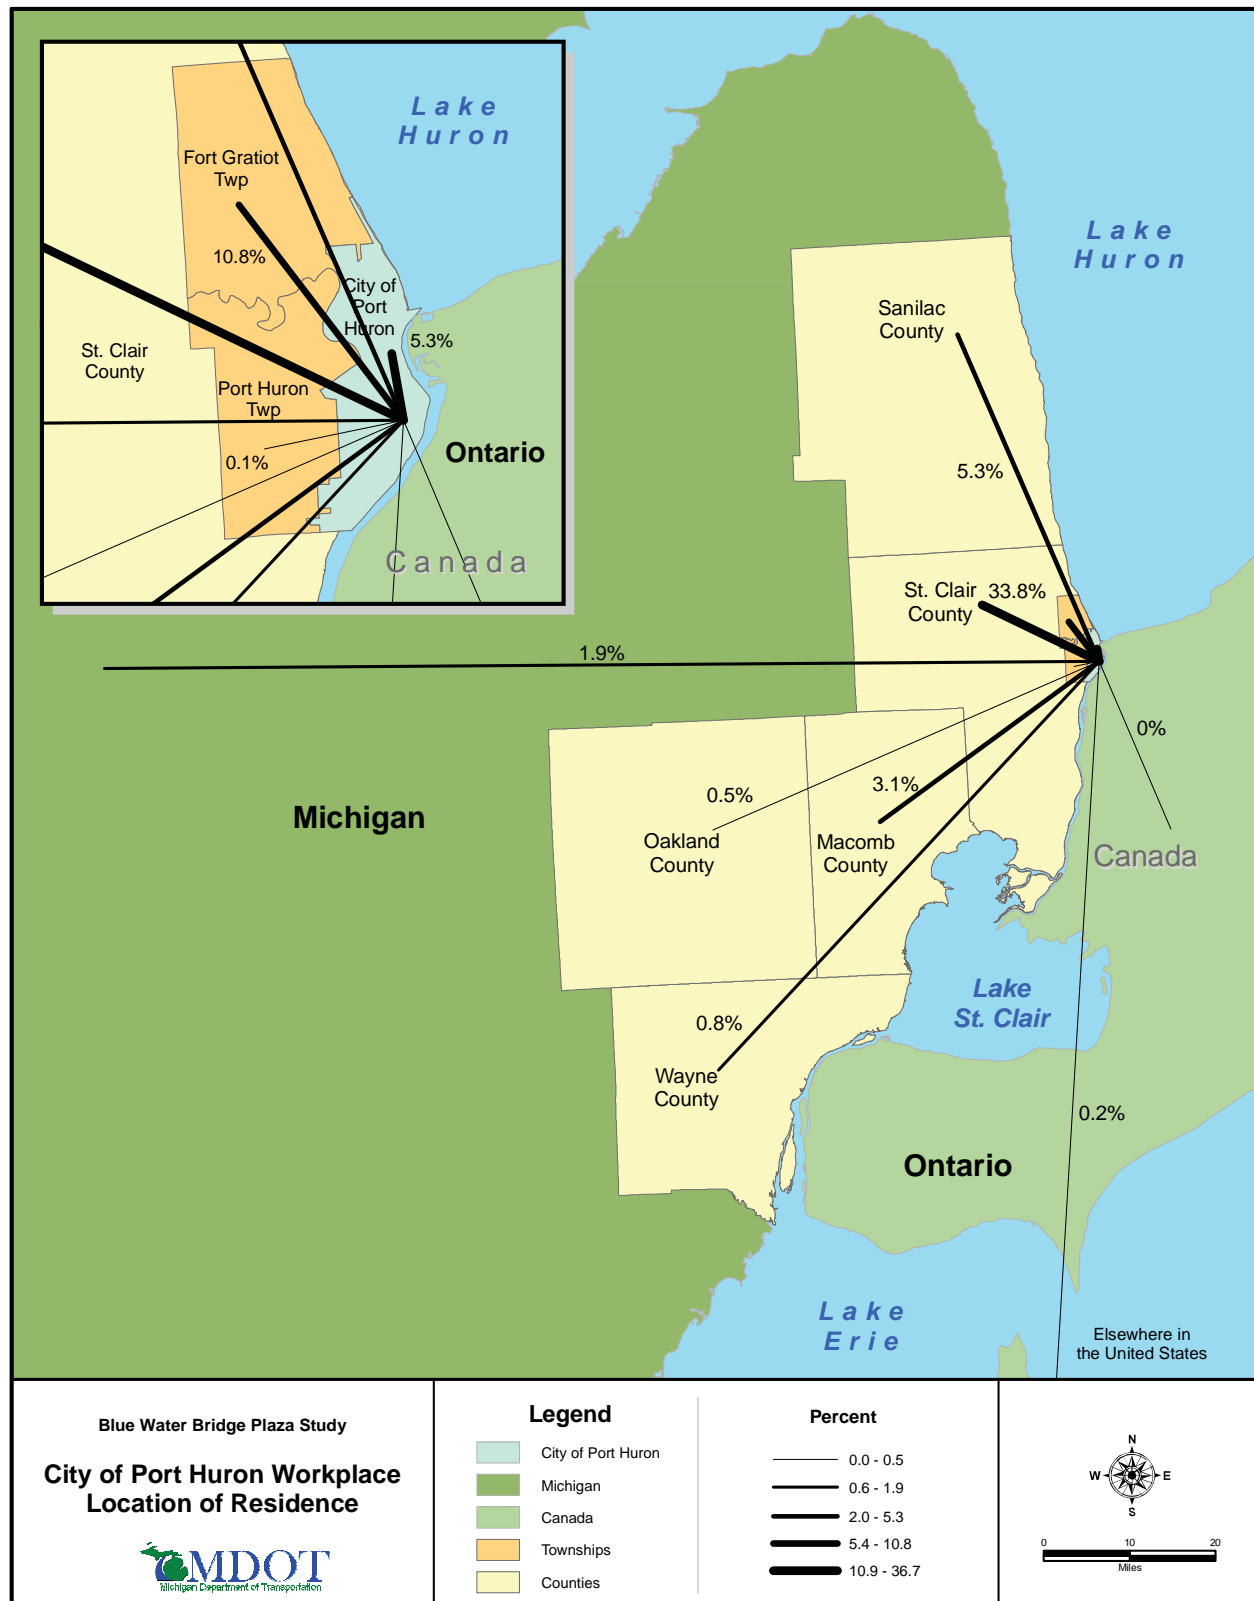 Lake
Huron
Fort Gratiot
Twp
10.8%
City of
Port
Huron
5.3%
St. Clair
County
Port Huron
Twp
0.1%
Ontario
Canada
Lake
Huron
Sanilac
County
5.3%
St. Clair
County
33.8%
1.9%
0%
0.5%
3.1%
Michigan
Oakland
County
Macomb
County
Canada
Lake
St. Clair
0.8%
Wayne
County
0.2%
Ontario
Lake
Erie
Elsewhere in
the United States
Blue Water Bridge Plaza Study
City of Port Huron Workplace
Location of Residence
MDOT
Michigan Department of Transportation
Legend
City of Port Huron
Michigan
Canada
Townships
Counties
Percent
0.0 - 0.5
0.6 - 1.9
2.0 - 5.3
5.4 - 10.8
10.9 - 36.7
N
W E
S
0 10 20
Miles